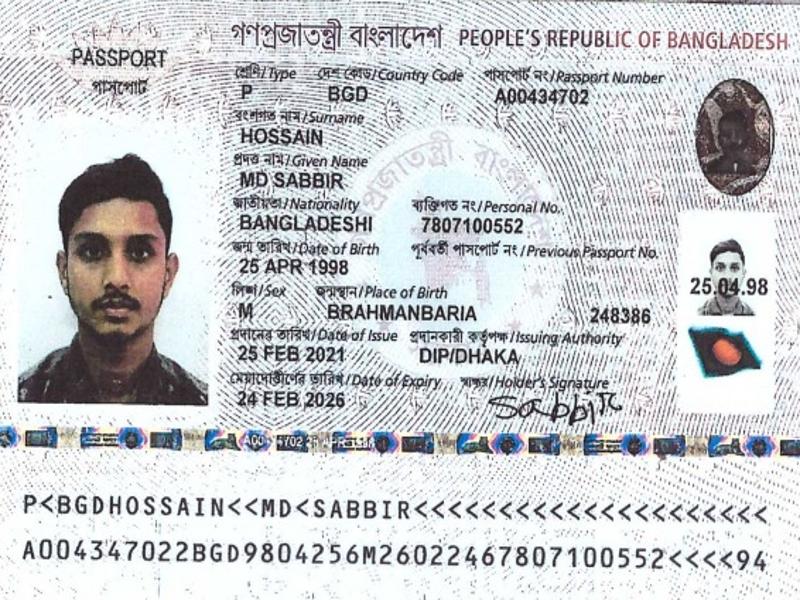 গণপ্রজাতন্ত্রী বাংলাদেশ PEOPLE'S REPUBLIC OF BANGLADESH
PASSPORT
পাসপোর্ট
শ্রেণি/Type দেশ কোড/Country Code পাসপোর্ট নং/Passport Number
P BGD A00434702
বংশগত নাম/Surname
HOSSAIN
প্রদত্ত নাম/Given Name
MD SABBIR
জাতীয়তা/Nationality ব্যক্তিগত নং/Personal No.
BANGLADESHI 7807100552
জন্ম তারিখ/Date of Birth পূর্ববর্তী পাসপোর্ট নং/Previous Passport No.
25 APR 1998
25.04.98
লিঙ্গ/Sex জন্মস্থান/Place of Birth
M BRAHMANBARIA 248386
প্রদানের তারিখ/Date of Issue প্রদানকারী কর্তৃপক্ষ/Issuing Authority
25 FEB 2021 DIP/DHAKA
মেয়াদোত্তীর্ণের তারিখ/Date of Expiry স্বাক্ষর/Holder's Signature
24 FEB 2026 Sabbir
P<BGDHOSSAIN<<MD<SABBIR<<<<<<<<<<<<<<<<<<<<<
A004347022BGD9804256M26022467807100552<<<<94